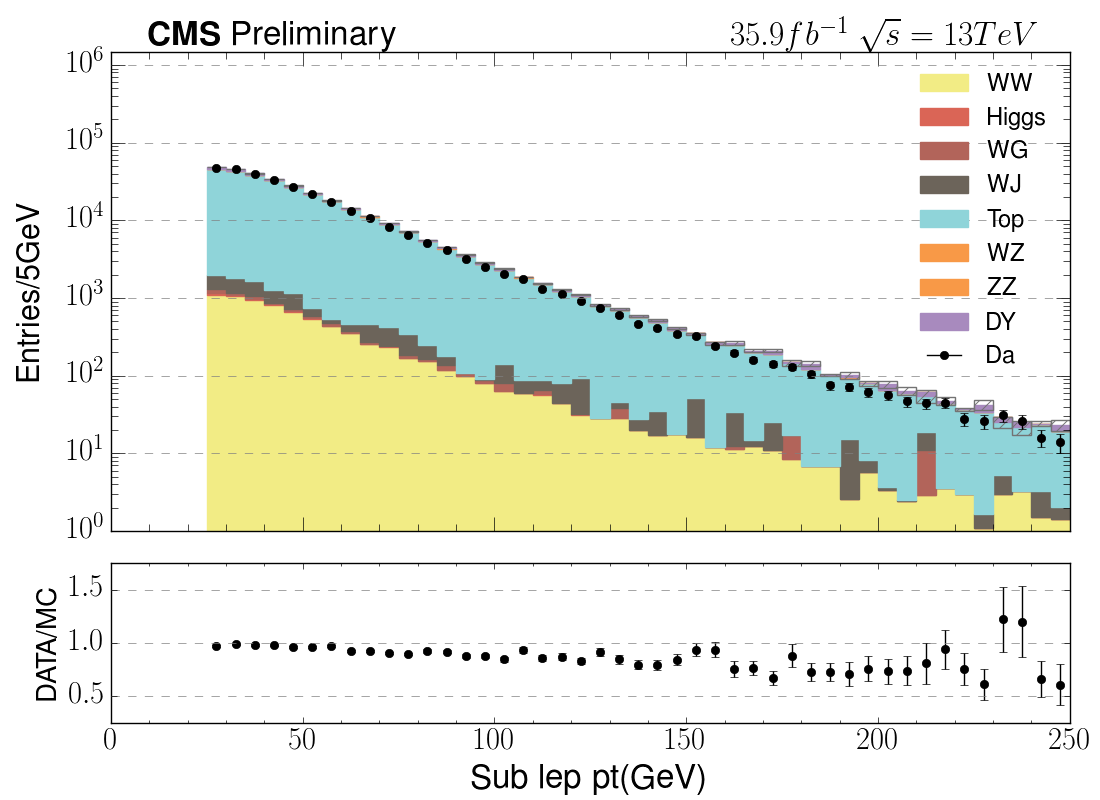 CMS Preliminary 35.9fb⁻¹ √s = 13TeV
10⁶
10⁵
10⁴
10³
10²
10¹
10⁰
Entries/5GeV
WW
Higgs
WG
WJ
Top
WZ
ZZ
DY
Da
1.5
1.0
0.5
DATA/MC
0 50 100 150 200 250
Sub lep pt(GeV)